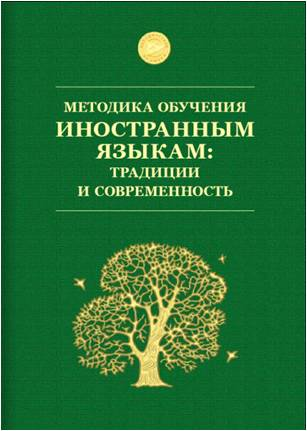 МЕТОДИКА ОБУЧЕНИЯ
ИНОСТРАННЫМ
ЯЗЫКАМ:
ТРАДИЦИИ
И СОВРЕМЕННОСТЬ